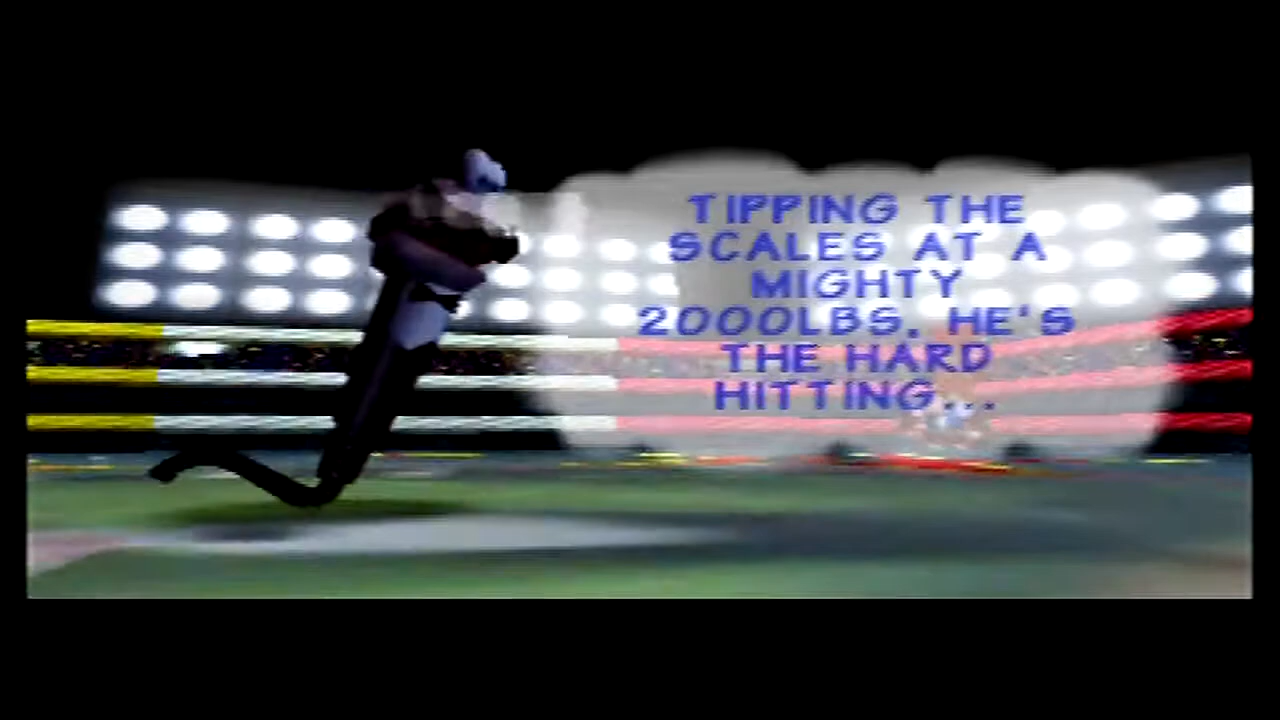 TIPPING THE
SCALES AT A
MIGHTY
2000LBS. HE'S
THE HARD
HITTING...